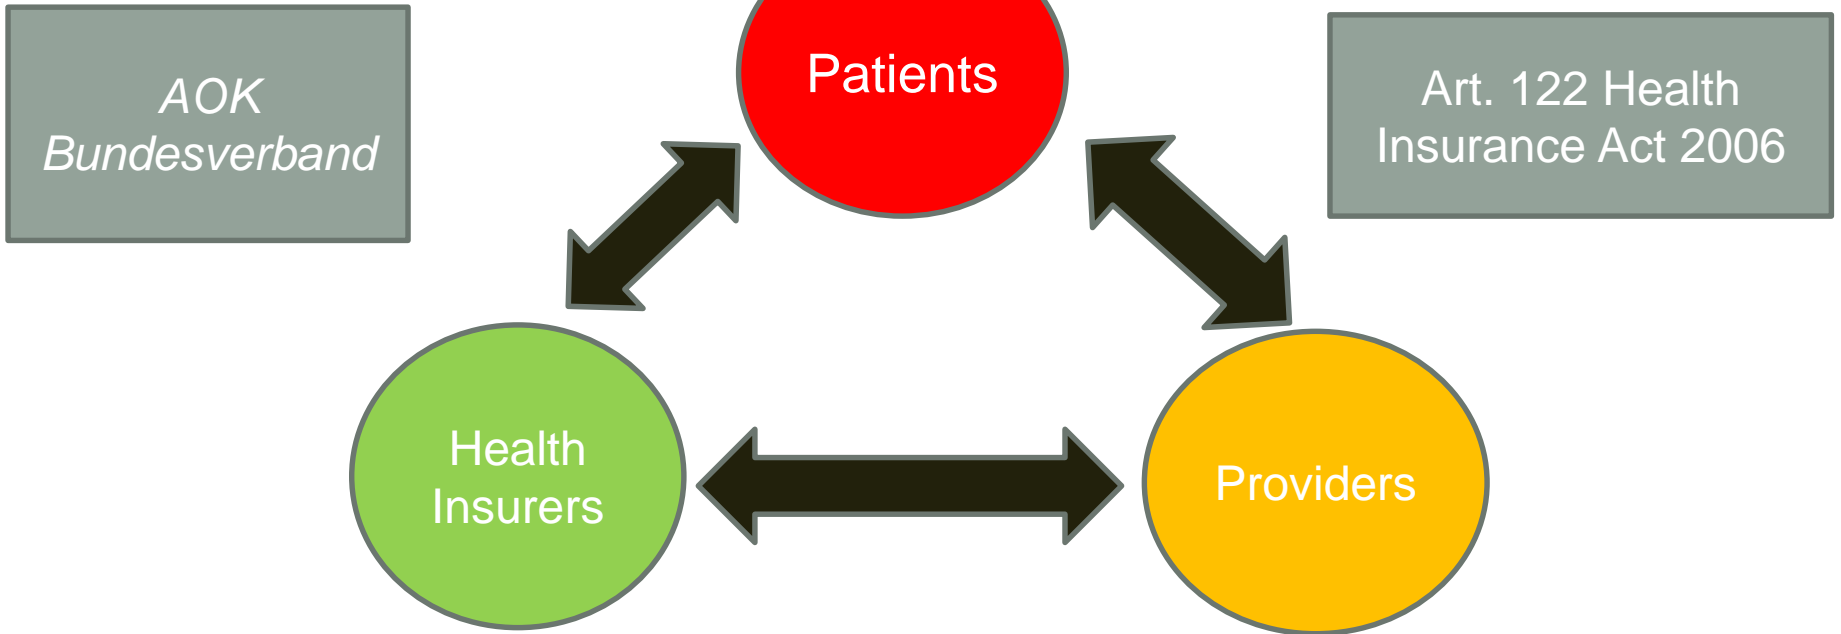 AOK
Bundesverband
Patients
Art. 122 Health
Insurance Act 2006
Health
Insurers
Providers